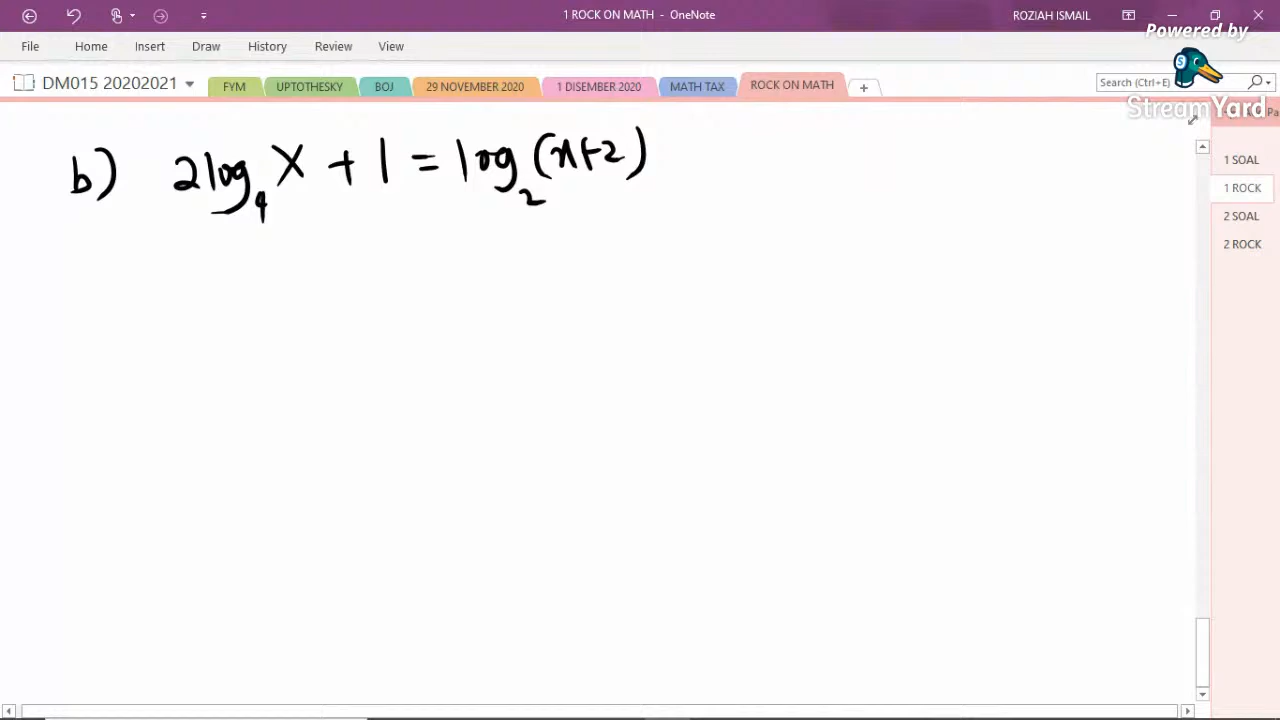 1 ROCK ON MATH - OneNote
ROZIAH ISMAIL
Powered by
File Home Insert Draw History Review View
DM015 20202021 FYM UPTOTHESKY BOJ 29 NOVEMBER 2020 1 DISEMBER 2020 MATH TAX ROCK ON MATH + Search (Ctrl+E)
StreamYard
Pa
b) 2log₄ X + 1 = log₂ (x+2)
1 SOAL
1 ROCK
2 SOAL
2 ROCK